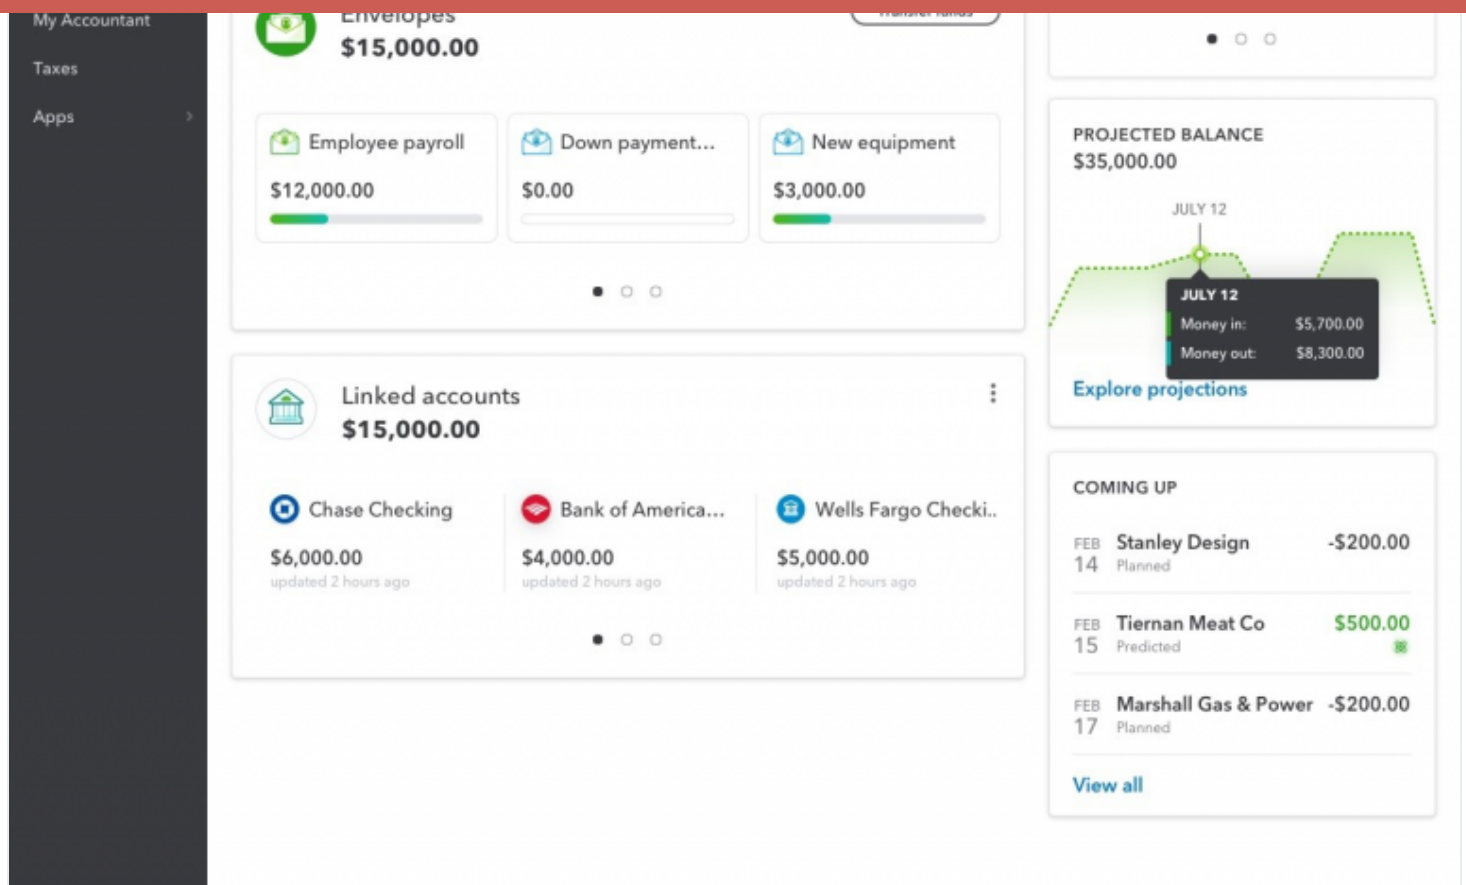 My Accountant
Taxes
Apps
Envelopes
$15,000.00
Transfer funds
Employee payroll
$12,000.00
Down payment...
$0.00
New equipment
$3,000.00
Linked accounts
$15,000.00
Chase Checking
$6,000.00
updated 2 hours ago
Bank of America...
$4,000.00
updated 2 hours ago
Wells Fargo Checki..
$5,000.00
updated 2 hours ago
PROJECTED BALANCE
$35,000.00
JULY 12
JULY 12
Money in: $5,700.00
Money out: $8,300.00
Explore projections
COMING UP
FEB 14 Stanley Design -$200.00
Planned
FEB 15 Tiernan Meat Co $500.00
Predicted
FEB 17 Marshall Gas & Power -$200.00
Planned
View all